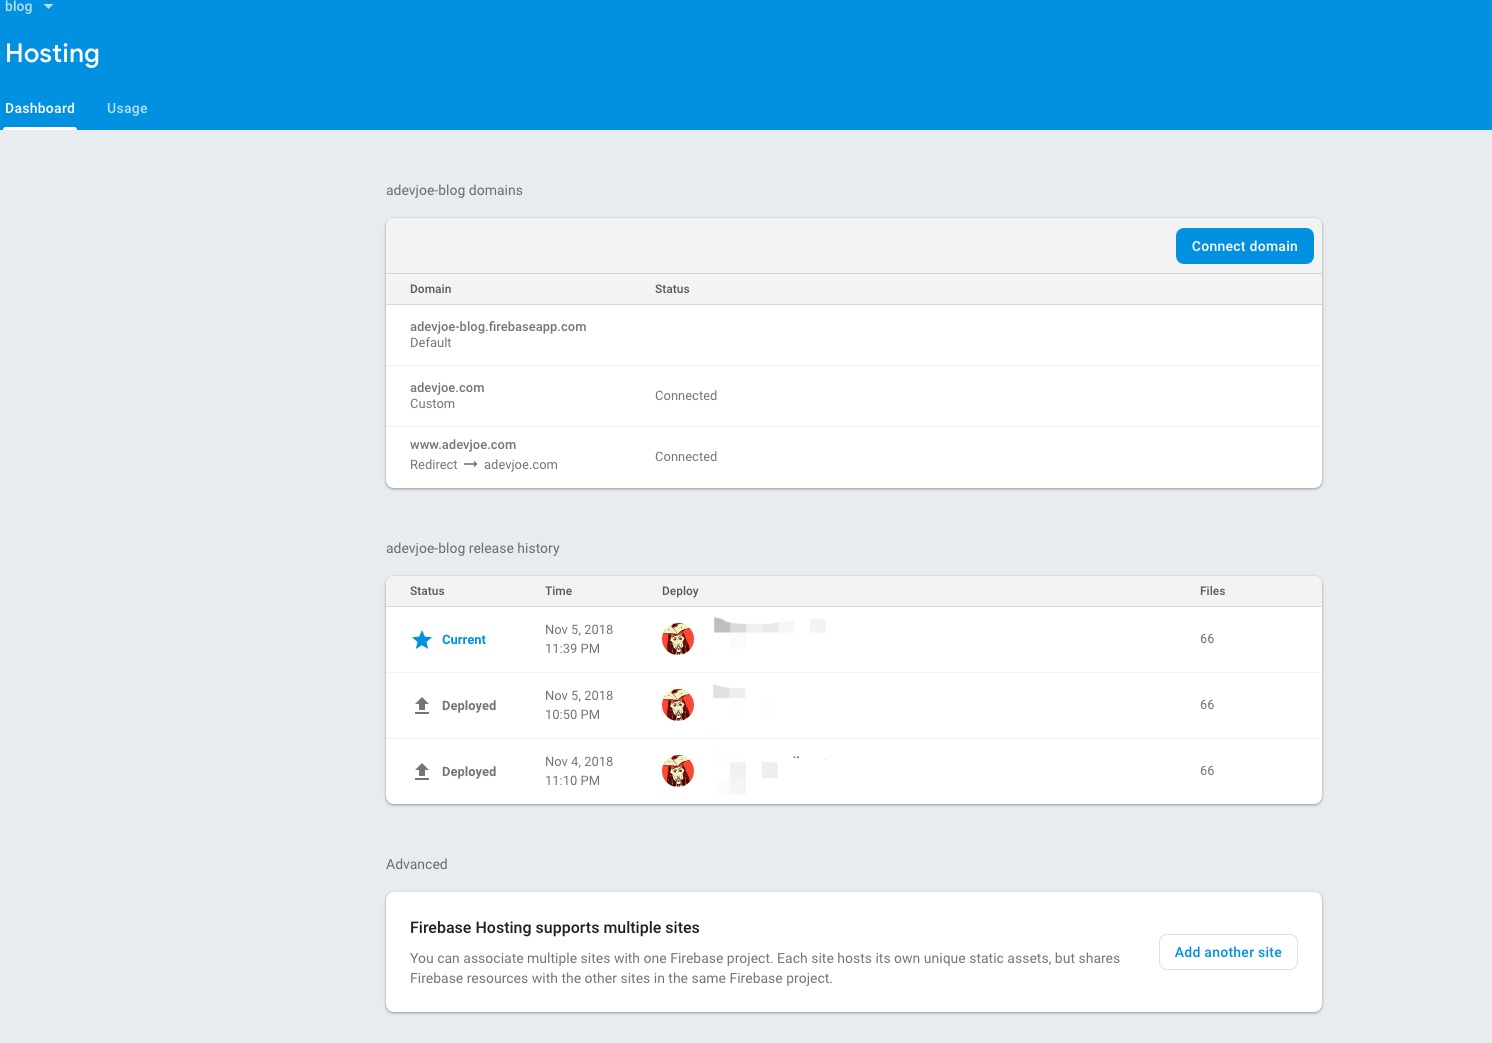 blog
Hosting
Dashboard Usage
adevjoe-blog domains
Connect domain
Domain Status
adevjoe-blog.firebaseapp.com
Default
adevjoe.com
Custom
Connected
www.adevjoe.com
Redirect → adevjoe.com
Connected
adevjoe-blog release history
Status Time Deploy Files
Current
Nov 5, 2018
11:39 PM
66
Deployed
Nov 5, 2018
10:50 PM
66
Deployed
Nov 4, 2018
11:10 PM
66
Advanced
Firebase Hosting supports multiple sites
You can associate multiple sites with one Firebase project. Each site hosts its own unique static assets, but shares
Firebase resources with the other sites in the same Firebase project.
Add another site